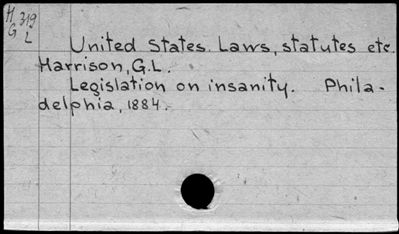 H 319
G L
United States. Laws, statutes etc.
Harrison, G.L.
Legislation on insanity. Phila-
delphia, 1884.